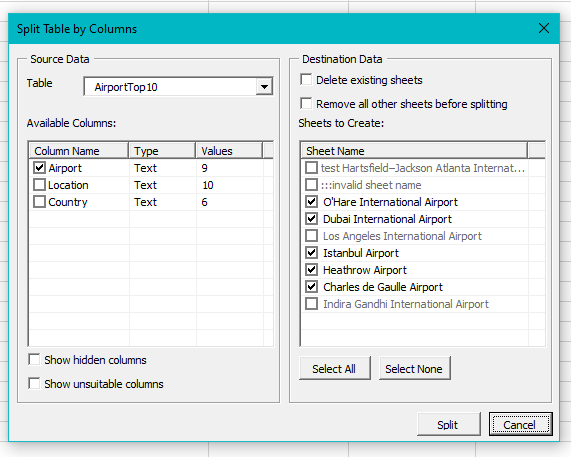 Split Table by Columns
Source Data
Table
AirportTop10
Available Columns:
Column Name Type Values
Airport Text 9
Location Text 10
Country Text 6
Show hidden columns
Show unsuitable columns
Destination Data
Delete existing sheets
Remove all other sheets before splitting
Sheets to Create:
Sheet Name
test Hartsfield–Jackson Atlanta Internat...
:::invalid sheet name
O'Hare International Airport
Dubai International Airport
Los Angeles International Airport
Istanbul Airport
Heathrow Airport
Charles de Gaulle Airport
Indira Gandhi International Airport
Select All Select None
Split Cancel